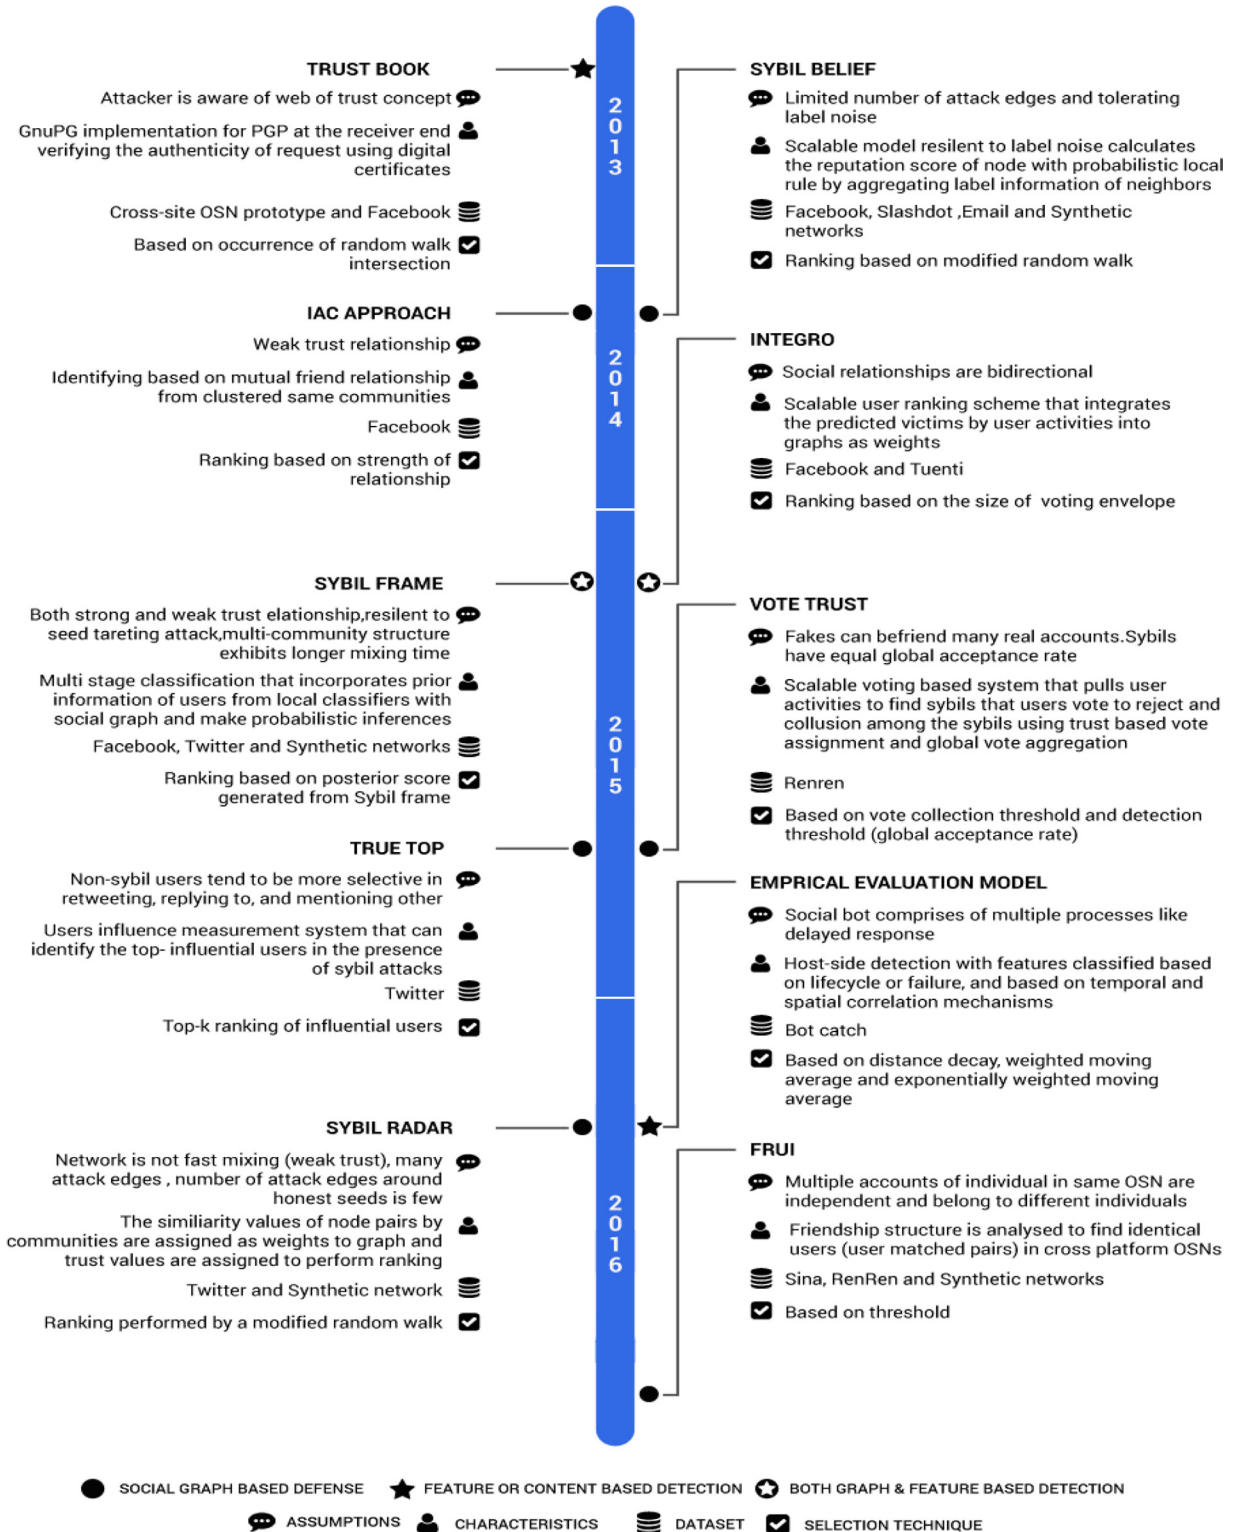 TRUST BOOK
Attacker is aware of web of trust concept
GnuPG implementation for PGP at the receiver end
verifying the authenticity of request using digital
certificates
Cross-site OSN prototype and Facebook
Based on occurrence of random walk
intersection
SYBIL BELIEF
Limited number of attack edges and tolerating
label noise
Scalable model resilent to label noise calculates
the reputation score of node with probabilistic local
rule by aggregating label information of neighbors
Facebook, Slashdot ,Email and Synthetic
networks
Ranking based on modified random walk
2013
IAC APPROACH
Weak trust relationship
Identifying based on mutual friend relationship
from clustered same communities
Facebook
Ranking based on strength of
relationship
INTEGRO
Social relationships are bidirectional
Scalable user ranking scheme that integrates
the predicted victims by user activities into
graphs as weights
Facebook and Tuenti
Ranking based on the size of voting envelope
2014
SYBIL FRAME
Both strong and weak trust elationship,resilent to
seed tareting attack,multi-community structure
exhibits longer mixing time
Multi stage classification that incorporates prior
information of users from local classifiers with
social graph and make probabilistic inferences
Facebook, Twitter and Synthetic networks
Ranking based on posterior score
generated from Sybil frame
VOTE TRUST
Fakes can befriend many real accounts.Sybils
have equal global acceptance rate
Scalable voting based system that pulls user
activities to find sybils that users vote to reject and
collusion among the sybils using trust based vote
assignment and global vote aggregation
Renren
Based on vote collection threshold and detection
threshold (global acceptance rate)
2015
TRUE TOP
Non-sybil users tend to be more selective in
retweeting, replying to, and mentioning other
Users influence measurement system that can
identify the top- influential users in the presence
of sybil attacks
Twitter
Top-k ranking of influential users
EMPRICAL EVALUATION MODEL
Social bot comprises of multiple processes like
delayed response
Host-side detection with features classified based
on lifecycle or failure, and based on temporal and
spatial correlation mechanisms
Bot catch
Based on distance decay, weighted moving
average and exponentially weighted moving
average
SYBIL RADAR
Network is not fast mixing (weak trust), many
attack edges , number of attack edges around
honest seeds is few
The similiarity values of node pairs by
communities are assigned as weights to graph and
trust values are assigned to perform ranking
Twitter and Synthetic network
Ranking performed by a modified random walk
FRUI
Multiple accounts of individual in same OSN are
independent and belong to different individuals
Friendship structure is analysed to find identical
users (user matched pairs) in cross platform OSNs
Sina, RenRen and Synthetic networks
Based on threshold
2016
SOCIAL GRAPH BASED DEFENSE
FEATURE OR CONTENT BASED DETECTION
BOTH GRAPH & FEATURE BASED DETECTION
ASSUMPTIONS
CHARACTERISTICS
DATASET
SELECTION TECHNIQUE